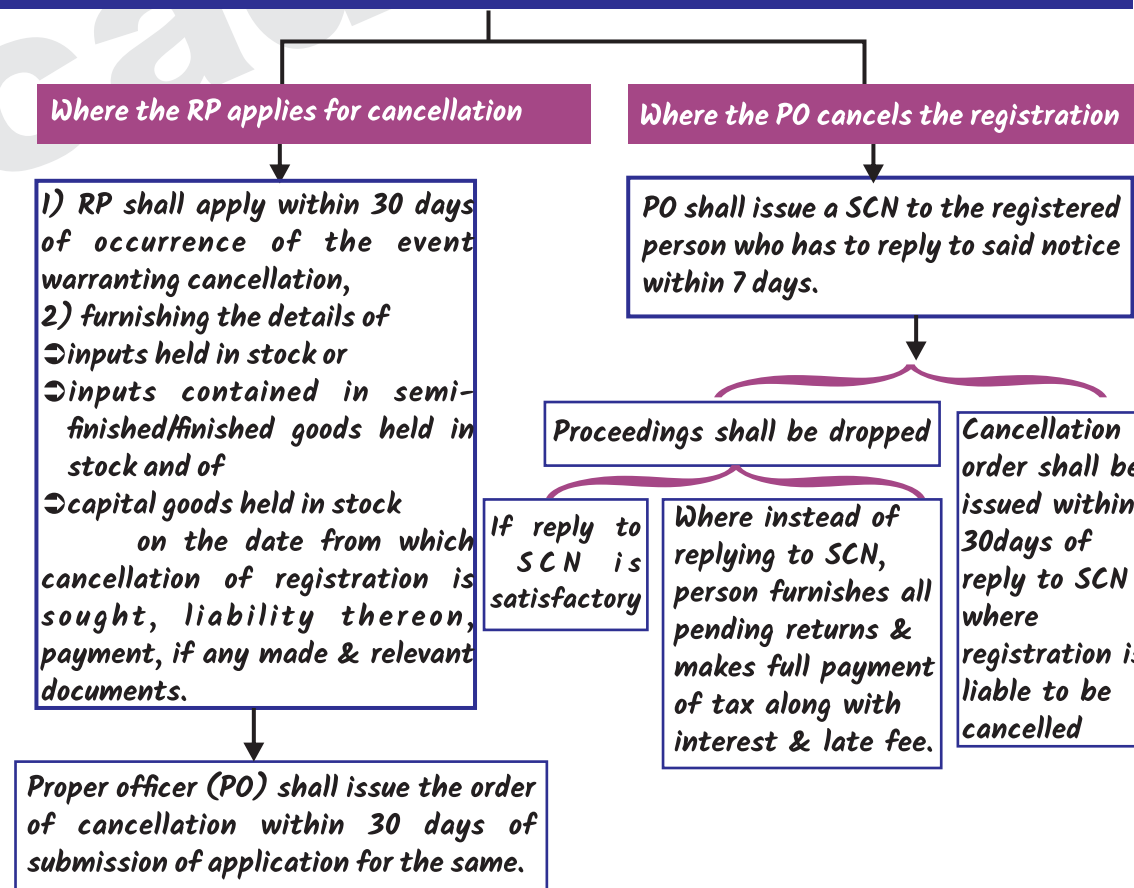 Where the RP applies for cancellation
1) RP shall apply within 30 days
of occurrence of the event
warranting cancellation,
2) furnishing the details of
➲inputs held in stock or
➲inputs contained in semi-
finished/finished goods held in
stock and of
➲capital goods held in stock
on the date from which
cancellation of registration is
sought, liability thereon,
payment, if any made & relevant
documents.
Proper officer (PO) shall issue the order
of cancellation within 30 days of
submission of application for the same.
Where the PO cancels the registration
PO shall issue a SCN to the registered
person who has to reply to said notice
within 7 days.
Proceedings shall be dropped
If reply to
SCN is
satisfactory
Where instead of
replying to SCN,
person furnishes all
pending returns &
makes full payment
of tax along with
interest & late fee.
Cancellation
order shall be
issued within
30days of
reply to SCN
where
registration is
liable to be
cancelled